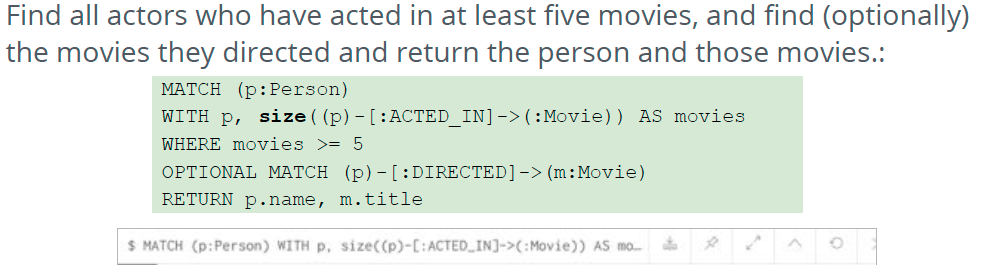 Find all actors who have acted in at least five movies, and find (optionally)
the movies they directed and return the person and those movies.:
MATCH (p:Person)
WITH p, size((p)-[:ACTED_IN]->(:Movie)) AS movies
WHERE movies >= 5
OPTIONAL MATCH (p)-[:DIRECTED]->(m:Movie)
RETURN p.name, m.title
$ MATCH (p:Person) WITH p, size((p)-[:ACTED_IN]->(:Movie)) AS mo…